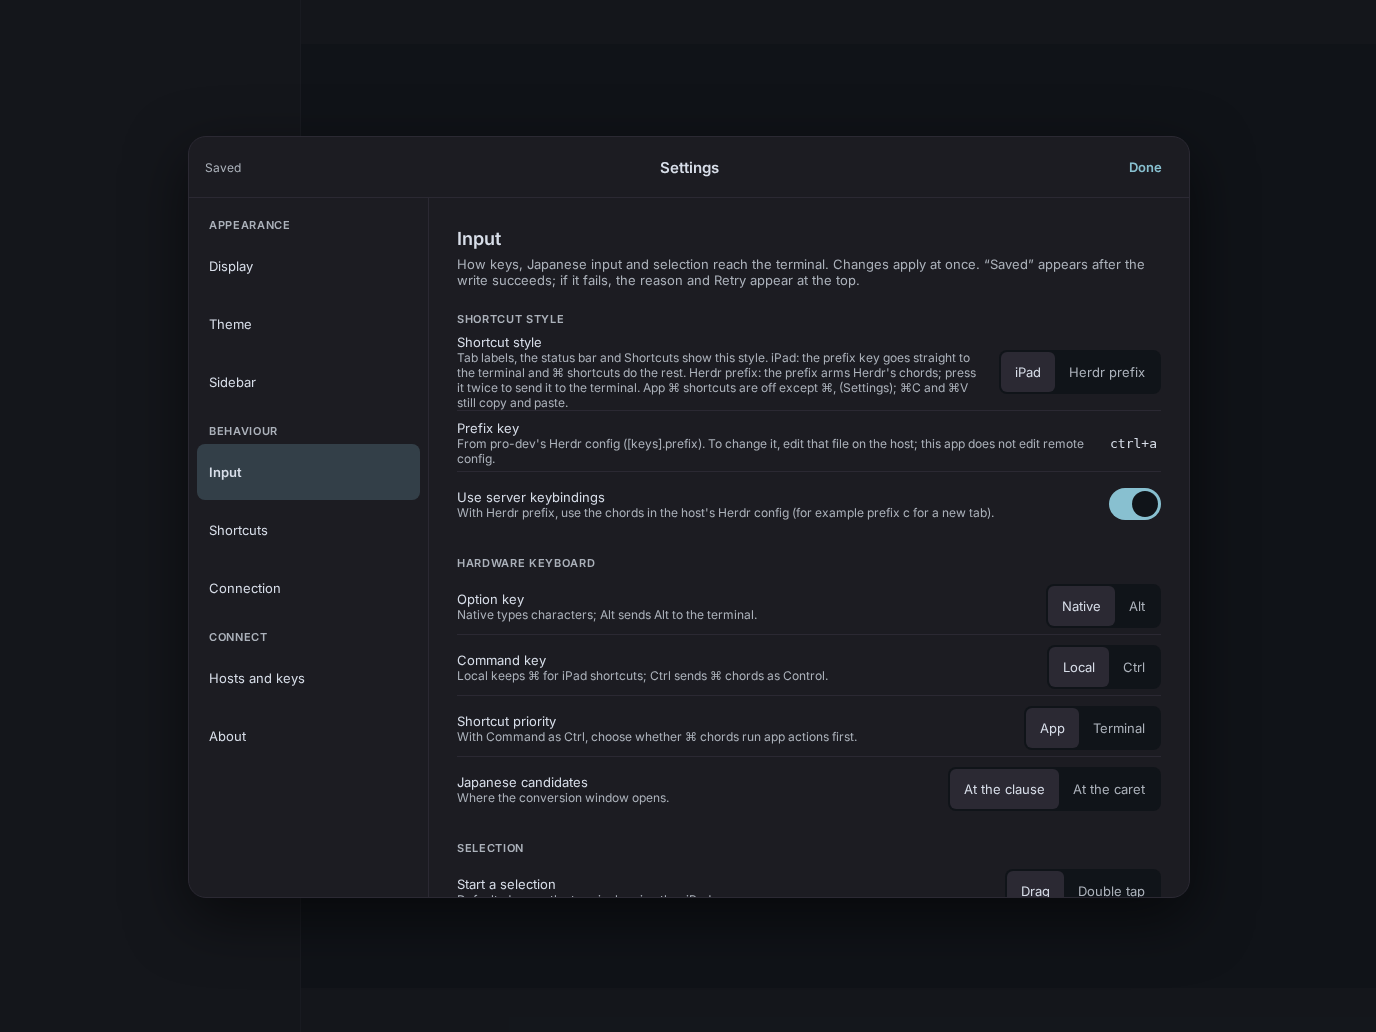 Saved
Settings
Done
APPEARANCE
Display
Theme
Sidebar
BEHAVIOUR
Input
Shortcuts
Connection
CONNECT
Hosts and keys
About
Input
How keys, Japanese input and selection reach the terminal. Changes apply at once. “Saved” appears after the
write succeeds; if it fails, the reason and Retry appear at the top.
SHORTCUT STYLE
Shortcut style
Tab labels, the status bar and Shortcuts show this style. iPad: the prefix key goes straight to
the terminal and ⌘ shortcuts do the rest. Herdr prefix: the prefix arms Herdr's chords; press
it twice to send it to the terminal. App ⌘ shortcuts are off except ⌘, (Settings); ⌘C and ⌘V
still copy and paste.
iPad
Herdr prefix
Prefix key
From pro-dev's Herdr config ([keys].prefix). To change it, edit that file on the host; this app does not edit remote
config.
ctrl+a
Use server keybindings
With Herdr prefix, use the chords in the host's Herdr config (for example prefix c for a new tab).
HARDWARE KEYBOARD
Option key
Native types characters; Alt sends Alt to the terminal.
Native
Alt
Command key
Local keeps ⌘ for iPad shortcuts; Ctrl sends ⌘ chords as Control.
Local
Ctrl
Shortcut priority
With Command as Ctrl, choose whether ⌘ chords run app actions first.
App
Terminal
Japanese candidates
Where the conversion window opens.
At the clause
At the caret
SELECTION
Start a selection
Drag
Double tap